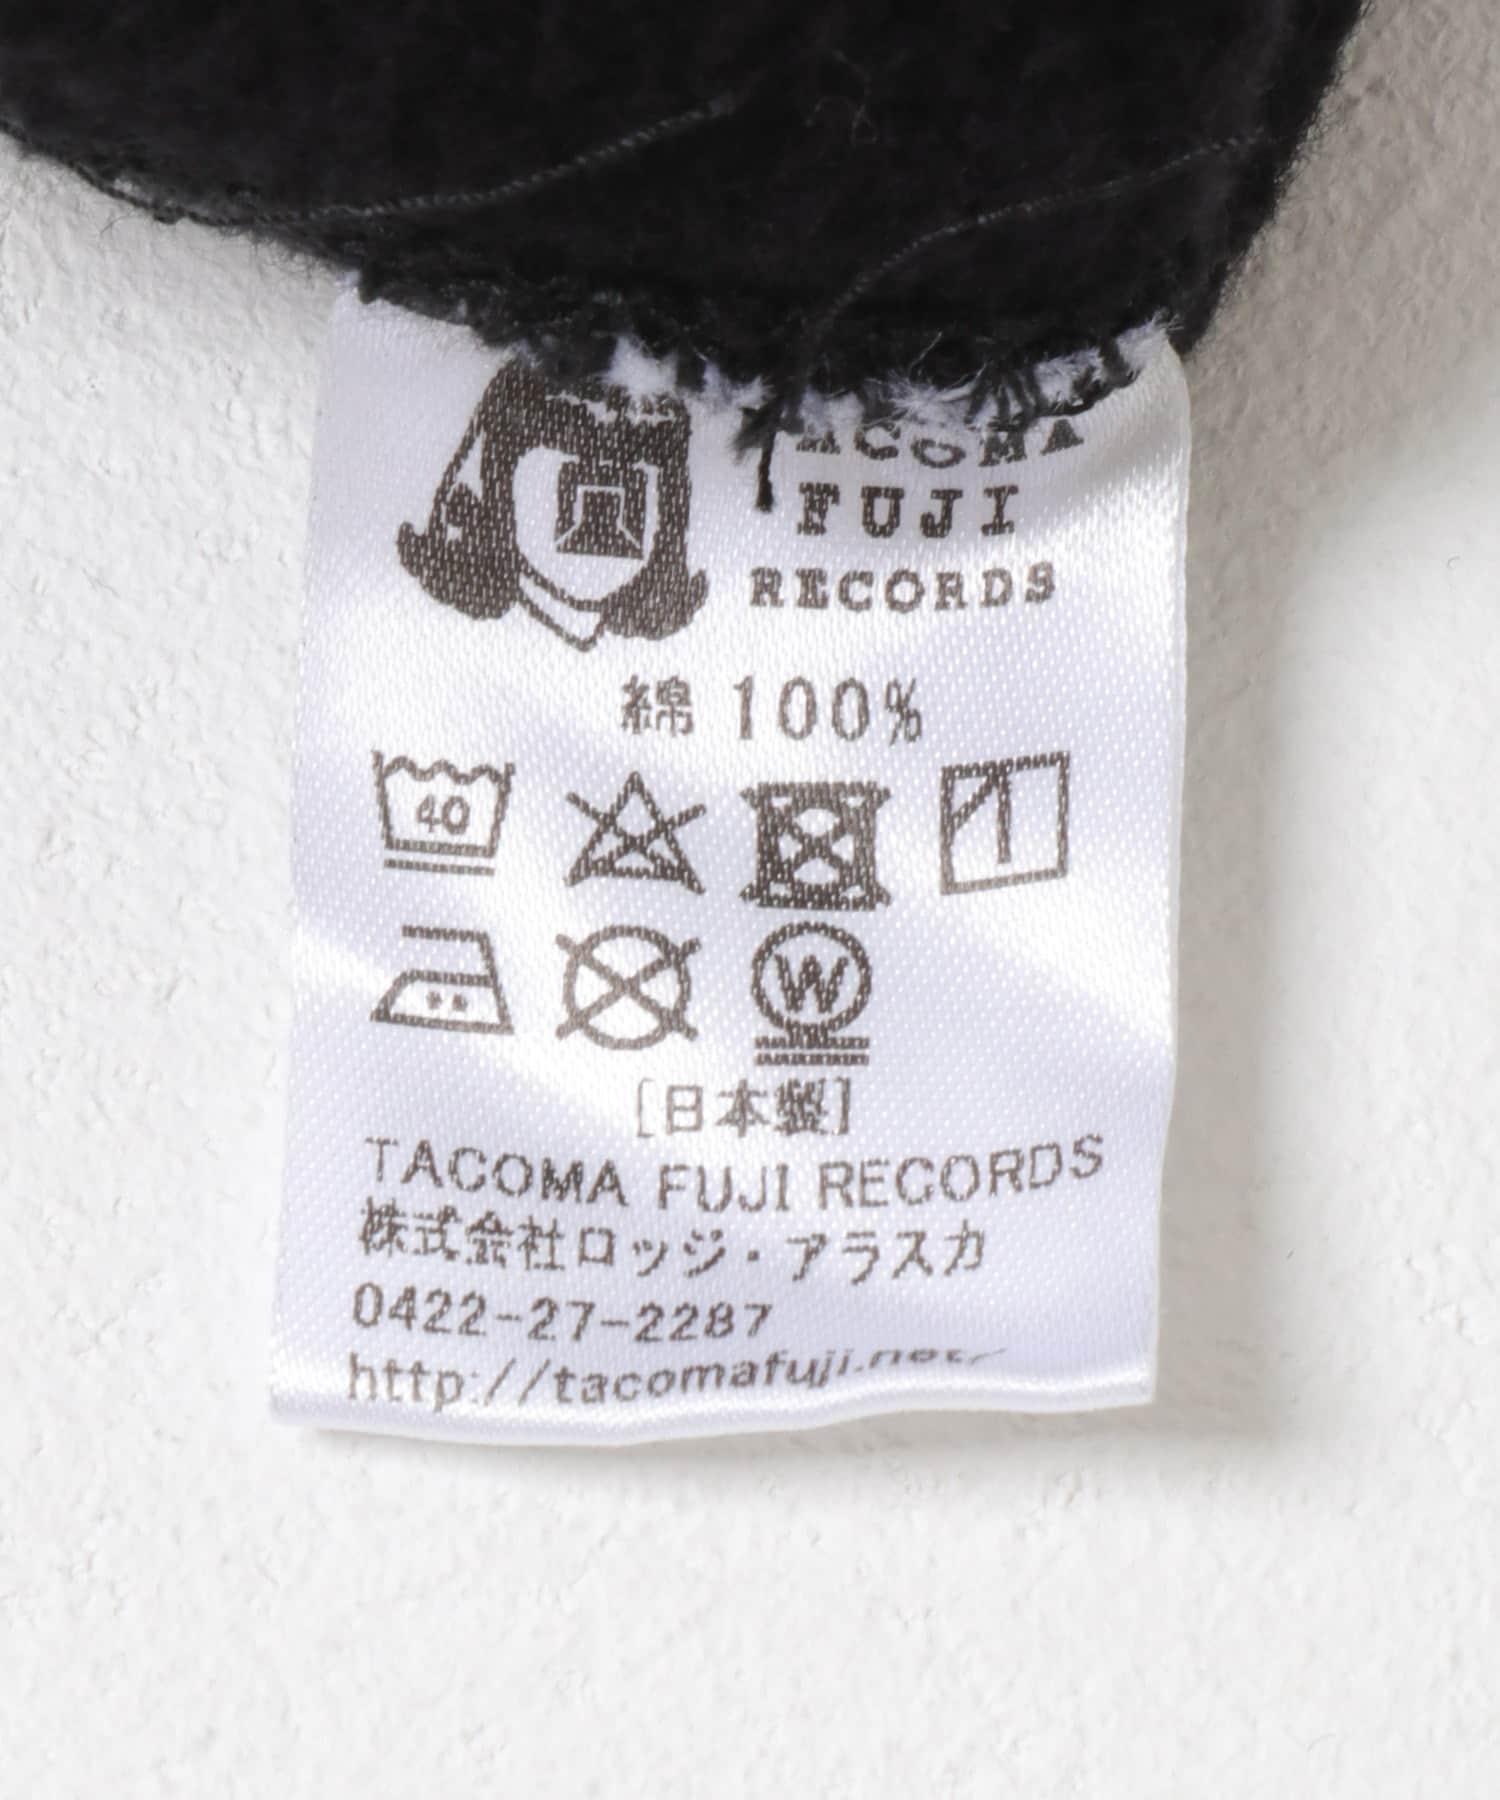 TACOMA
FUJI
RECORDS
綿 100%
40
W
[日本製]
TACOMA FUJI RECORDS
株式会社ロッジ・アラスカ
0422-27-2287
http://tacomafuji.net/